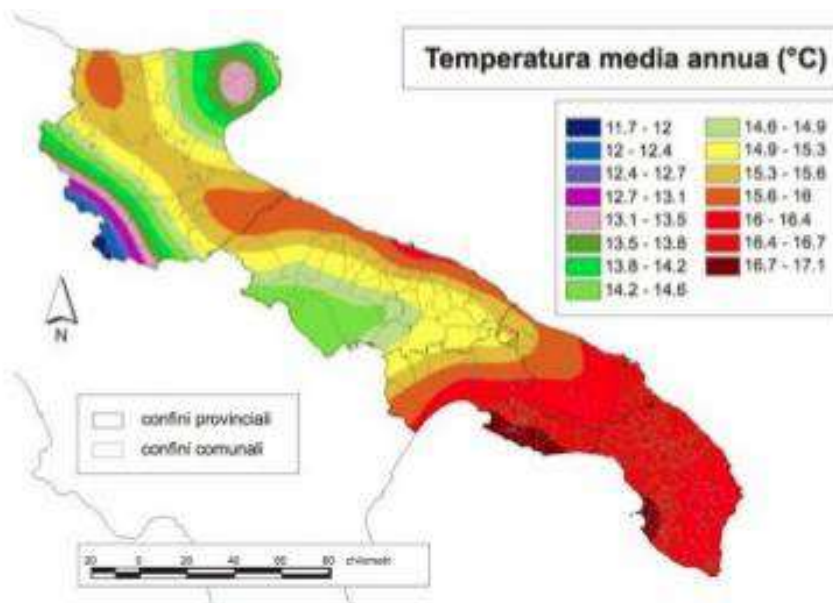 Temperatura media annua (°C)
11.7 - 12
12 - 12.4
12.4 - 12.7
12.7 - 13.1
13.1 - 13.5
13.5 - 13.8
13.8 - 14.2
14.2 - 14.6
14.6 - 14.9
14.9 - 15.3
15.3 - 15.6
15.6 - 16
16 - 16.4
16.4 - 16.7
16.7 - 17.1
N
confini provinciali
confini comunali
20 0 20 40 60 80 chilometri